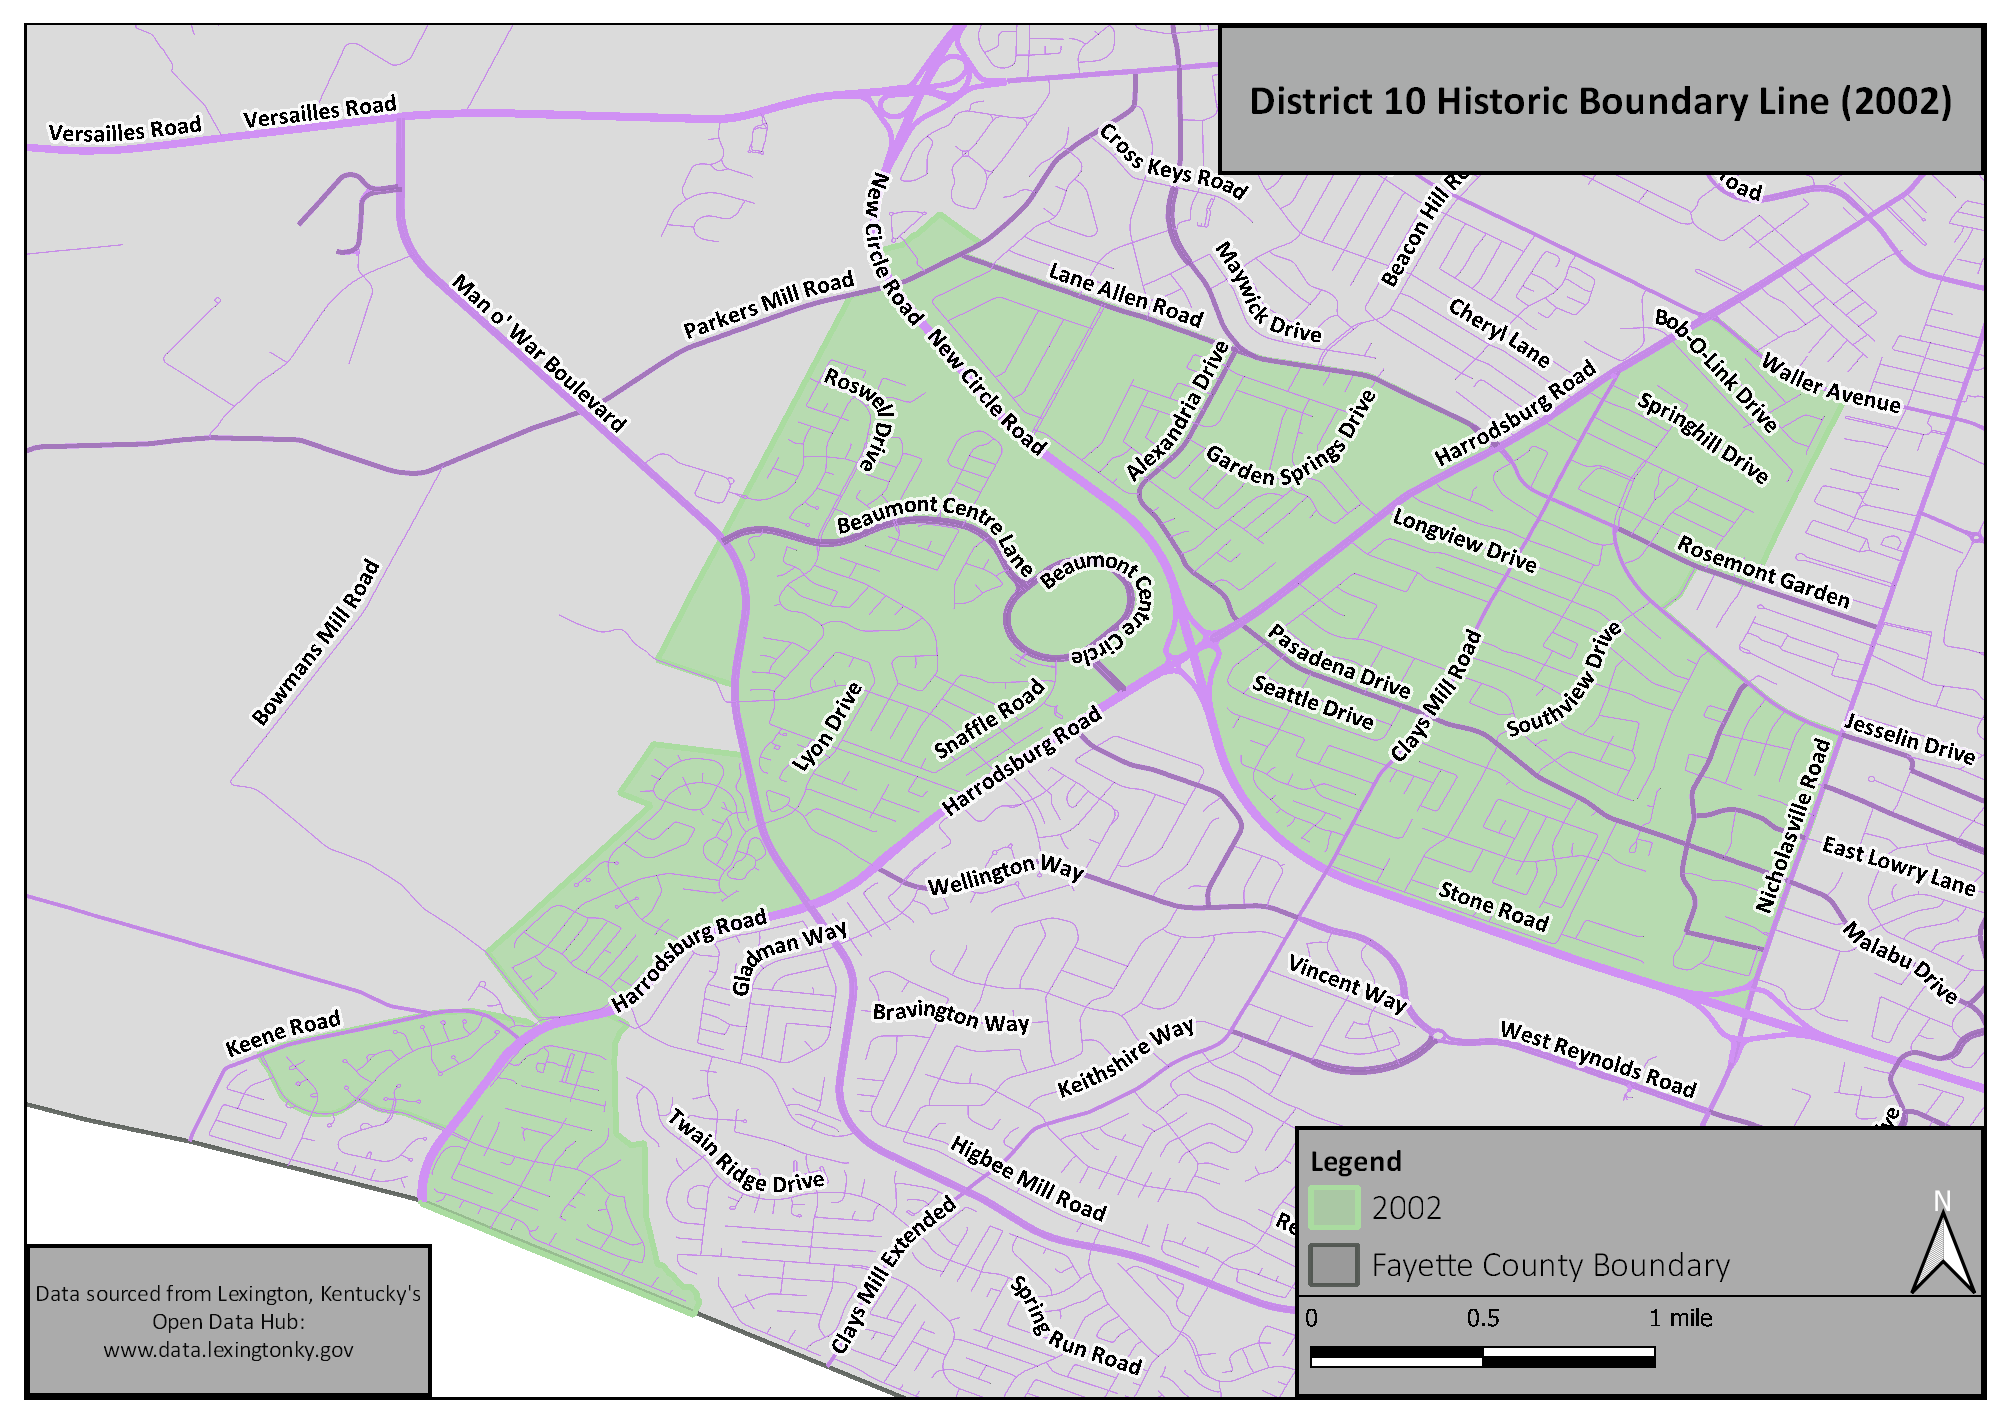 District 10 Historic Boundary Line (2002)
Versailles Road
Versailles Road
Cross Keys Road
New Circle Road
Beacon Hill
Maywick Drive
Lane Allen Road
Man o' War Boulevard
Parkers Mill Road
Cheryl Lane
Bob-O-Link Drive
Waller Avenue
New Circle Road
Roswell Drive
Alexandria Drive
Garden Springs Drive
Harrodsburg Road
Springhill Drive
Beaumont Centre Lane
Longview Drive
Rosemont Garden
Beaumont Centre Circle
Bowmans Mill Road
Pasadena Drive
Seattle Drive
Clays Mill Road
Southview Drive
Lyon Drive
Snaffle Road
Harrodsburg Road
Jesselin Drive
Nicholasville Road
East Lowry Lane
Wellington Way
Stone Road
Harrodsburg Road
Gladman Way
Malabu Drive
Vincent Way
Bravington Way
Keene Road
Keithshire Way
West Reynolds Road
Twain Ridge Drive
Higbee Mill Road
Clays Mill Extended
Spring Run Road
Legend
2002
Fayette County Boundary
N
0 0.5 1 mile
Data sourced from Lexington, Kentucky's
Open Data Hub:
www.data.lexingtonky.gov